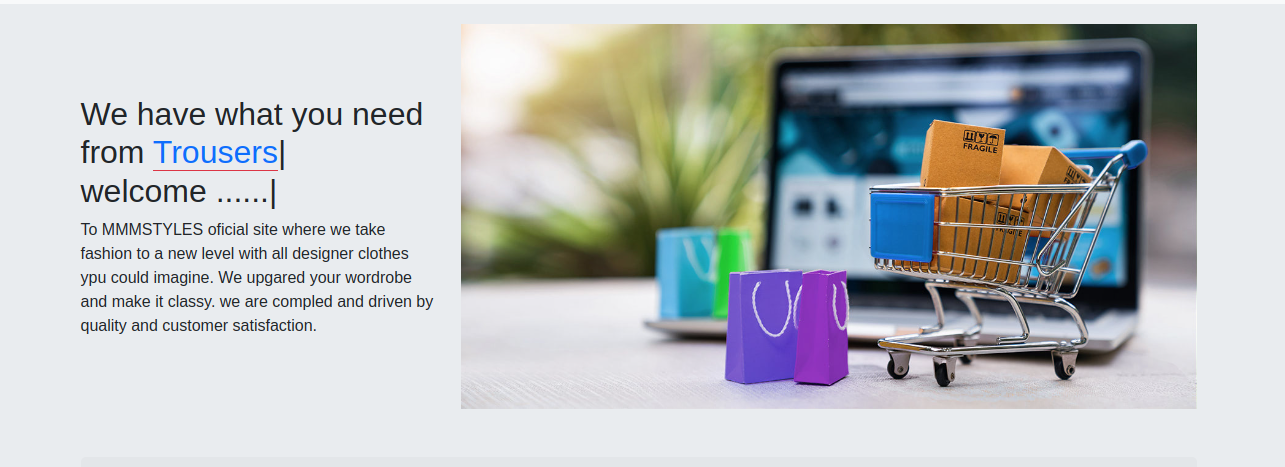 We have what you need
from Trousers|
welcome ......|
To MMMSTYLES oficial site where we take
fashion to a new level with all designer clothes
ypu could imagine. We upgared your wordrobe
and make it classy. we are compled and driven by
quality and customer satisfaction.
FRAGILE